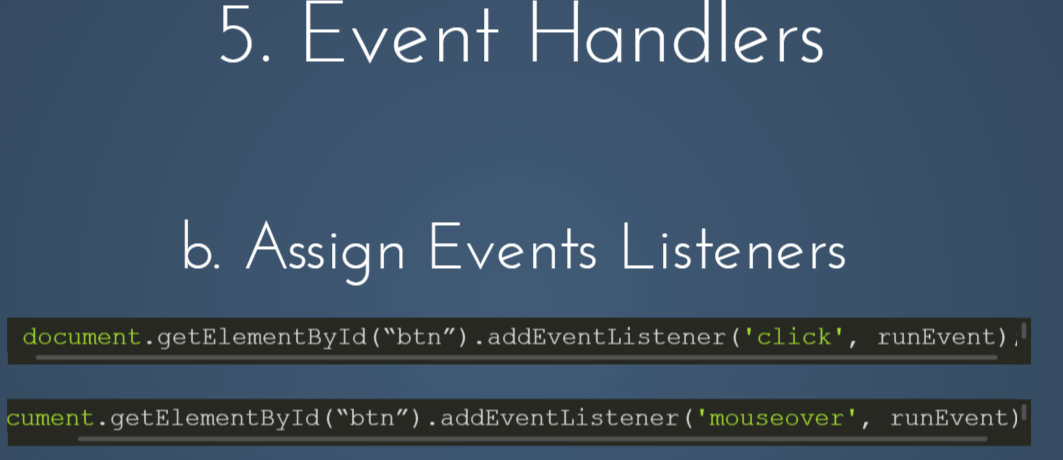 5. Event Handlers
b. Assign Events Listeners
document.getElementById(“btn”).addEventListener('click', runEvent);
cument.getElementById(“btn”).addEventListener('mouseover', runEvent)